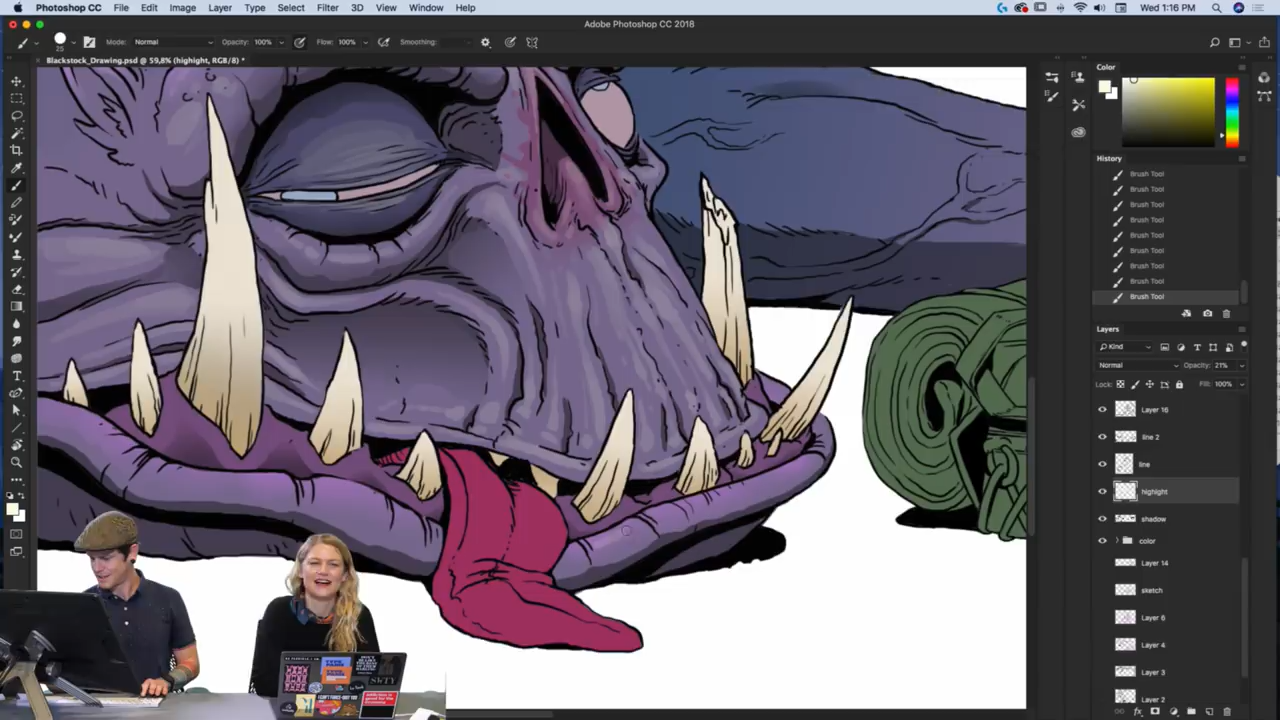 Photoshop CC File Edit Image Layer Type Select Filter 3D View Window Help Wed 1:16 PM
Adobe Photoshop CC 2018
25 Mode: Normal Opacity: 100% Flow: 100% Smoothing:
Blackstock_Drawing.psd @ 59,8% (highight, RGB/8) *
Color
History
Brush Tool
Brush Tool
Brush Tool
Brush Tool
Brush Tool
Brush Tool
Brush Tool
Brush Tool
Brush Tool
Layers
Kind
Normal Opacity: 21%
Lock: Fill: 100%
Layer 16
line 2
line
highight
shadow
color
Layer 14
sketch
Layer 6
Layer 4
Layer 3
Layer 2